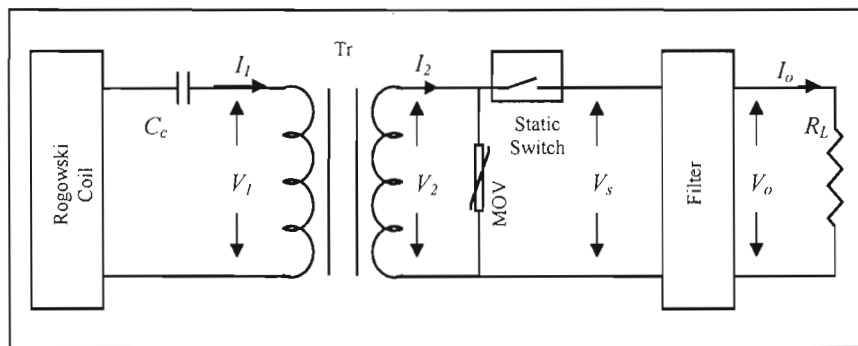 Tr
I1
I2
Io
Cc
Static
Switch
RL
Rogowski
Coil
V1
V2
MOV
Vs
Filter
Vo